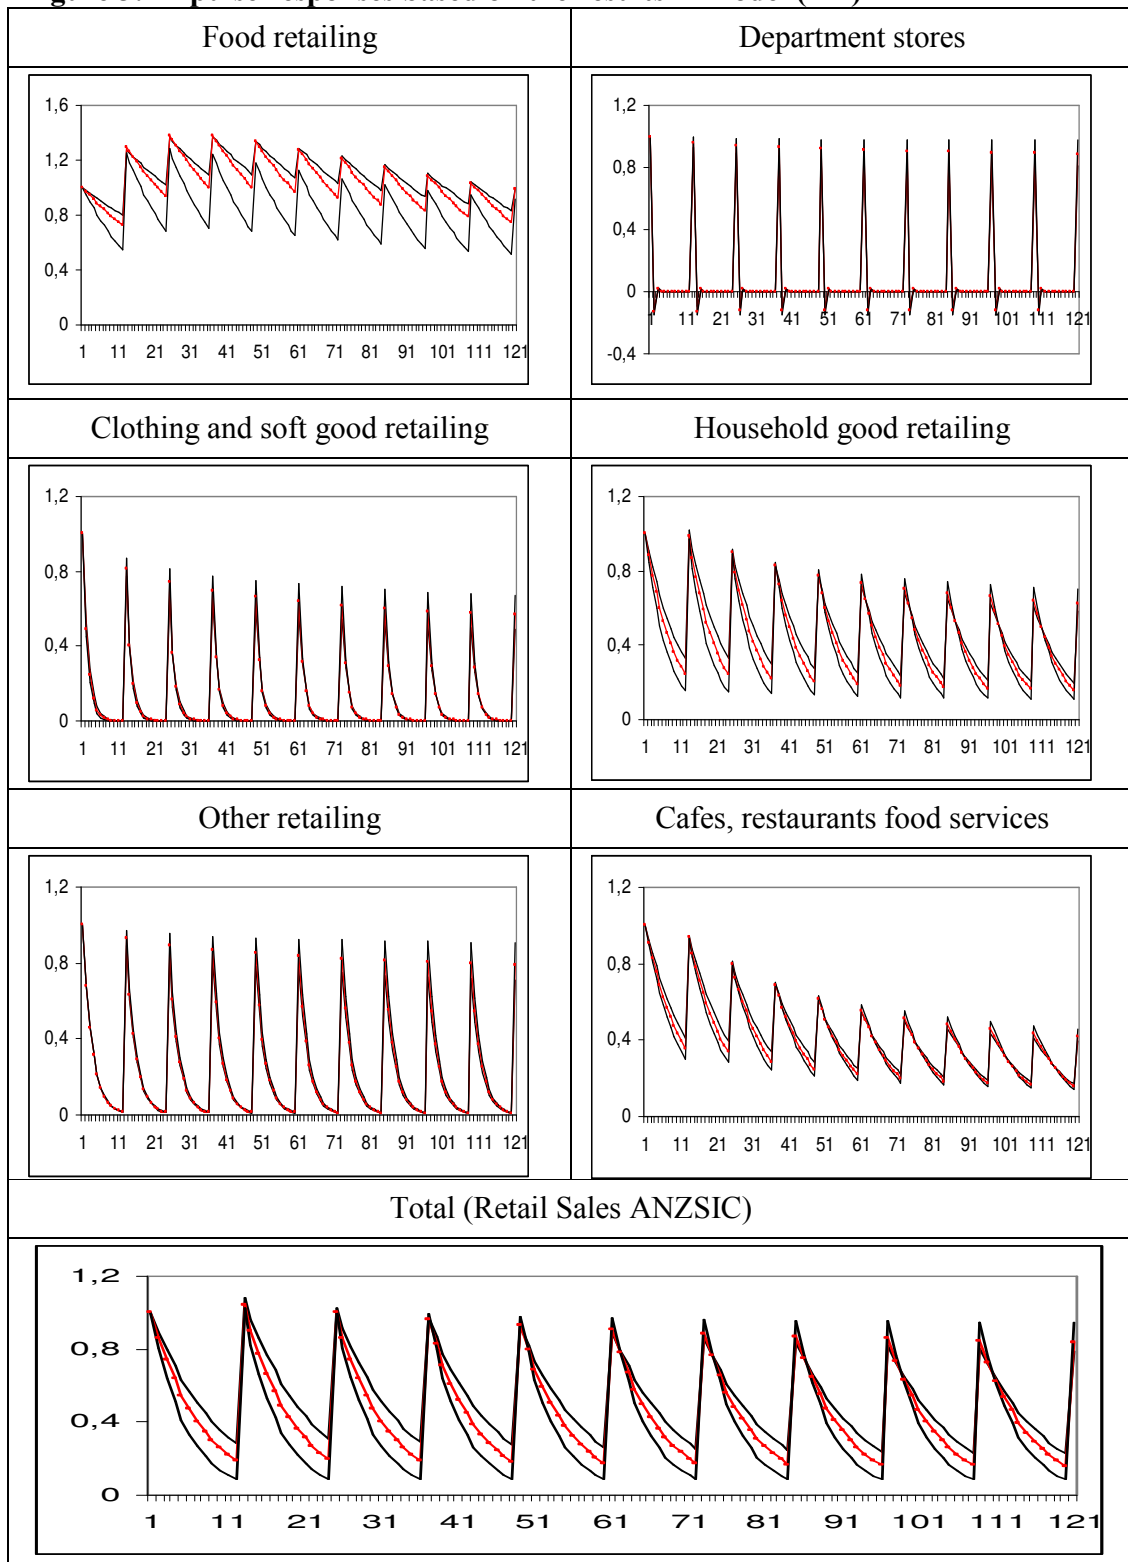 responses based on the results
Food retailing
Department stores
1,6
1,2
0,8
0,4
0
1 11 21 31 41 51 61 71 81 91 101 111 121
1,2
0,8
0,4
0
-0,4
1 11 21 31 41 51 61 71 81 91 101 111 121
Clothing and soft good retailing
Household good retailing
1,2
0,8
0,4
0
1 11 21 31 41 51 61 71 81 91 101 111 121
1,2
0,8
0,4
0
1 11 21 31 41 51 61 71 81 91 101 111 121
Other retailing
Cafes, restaurants food services
1,2
0,8
0,4
0
1 11 21 31 41 51 61 71 81 91 101 111 121
1,2
0,8
0,4
0
1 11 21 31 41 51 61 71 81 91 101 111 121
Total (Retail Sales ANZSIC)
1,2
0,8
0,4
0
1 11 21 31 41 51 61 71 81 91 101 111 121